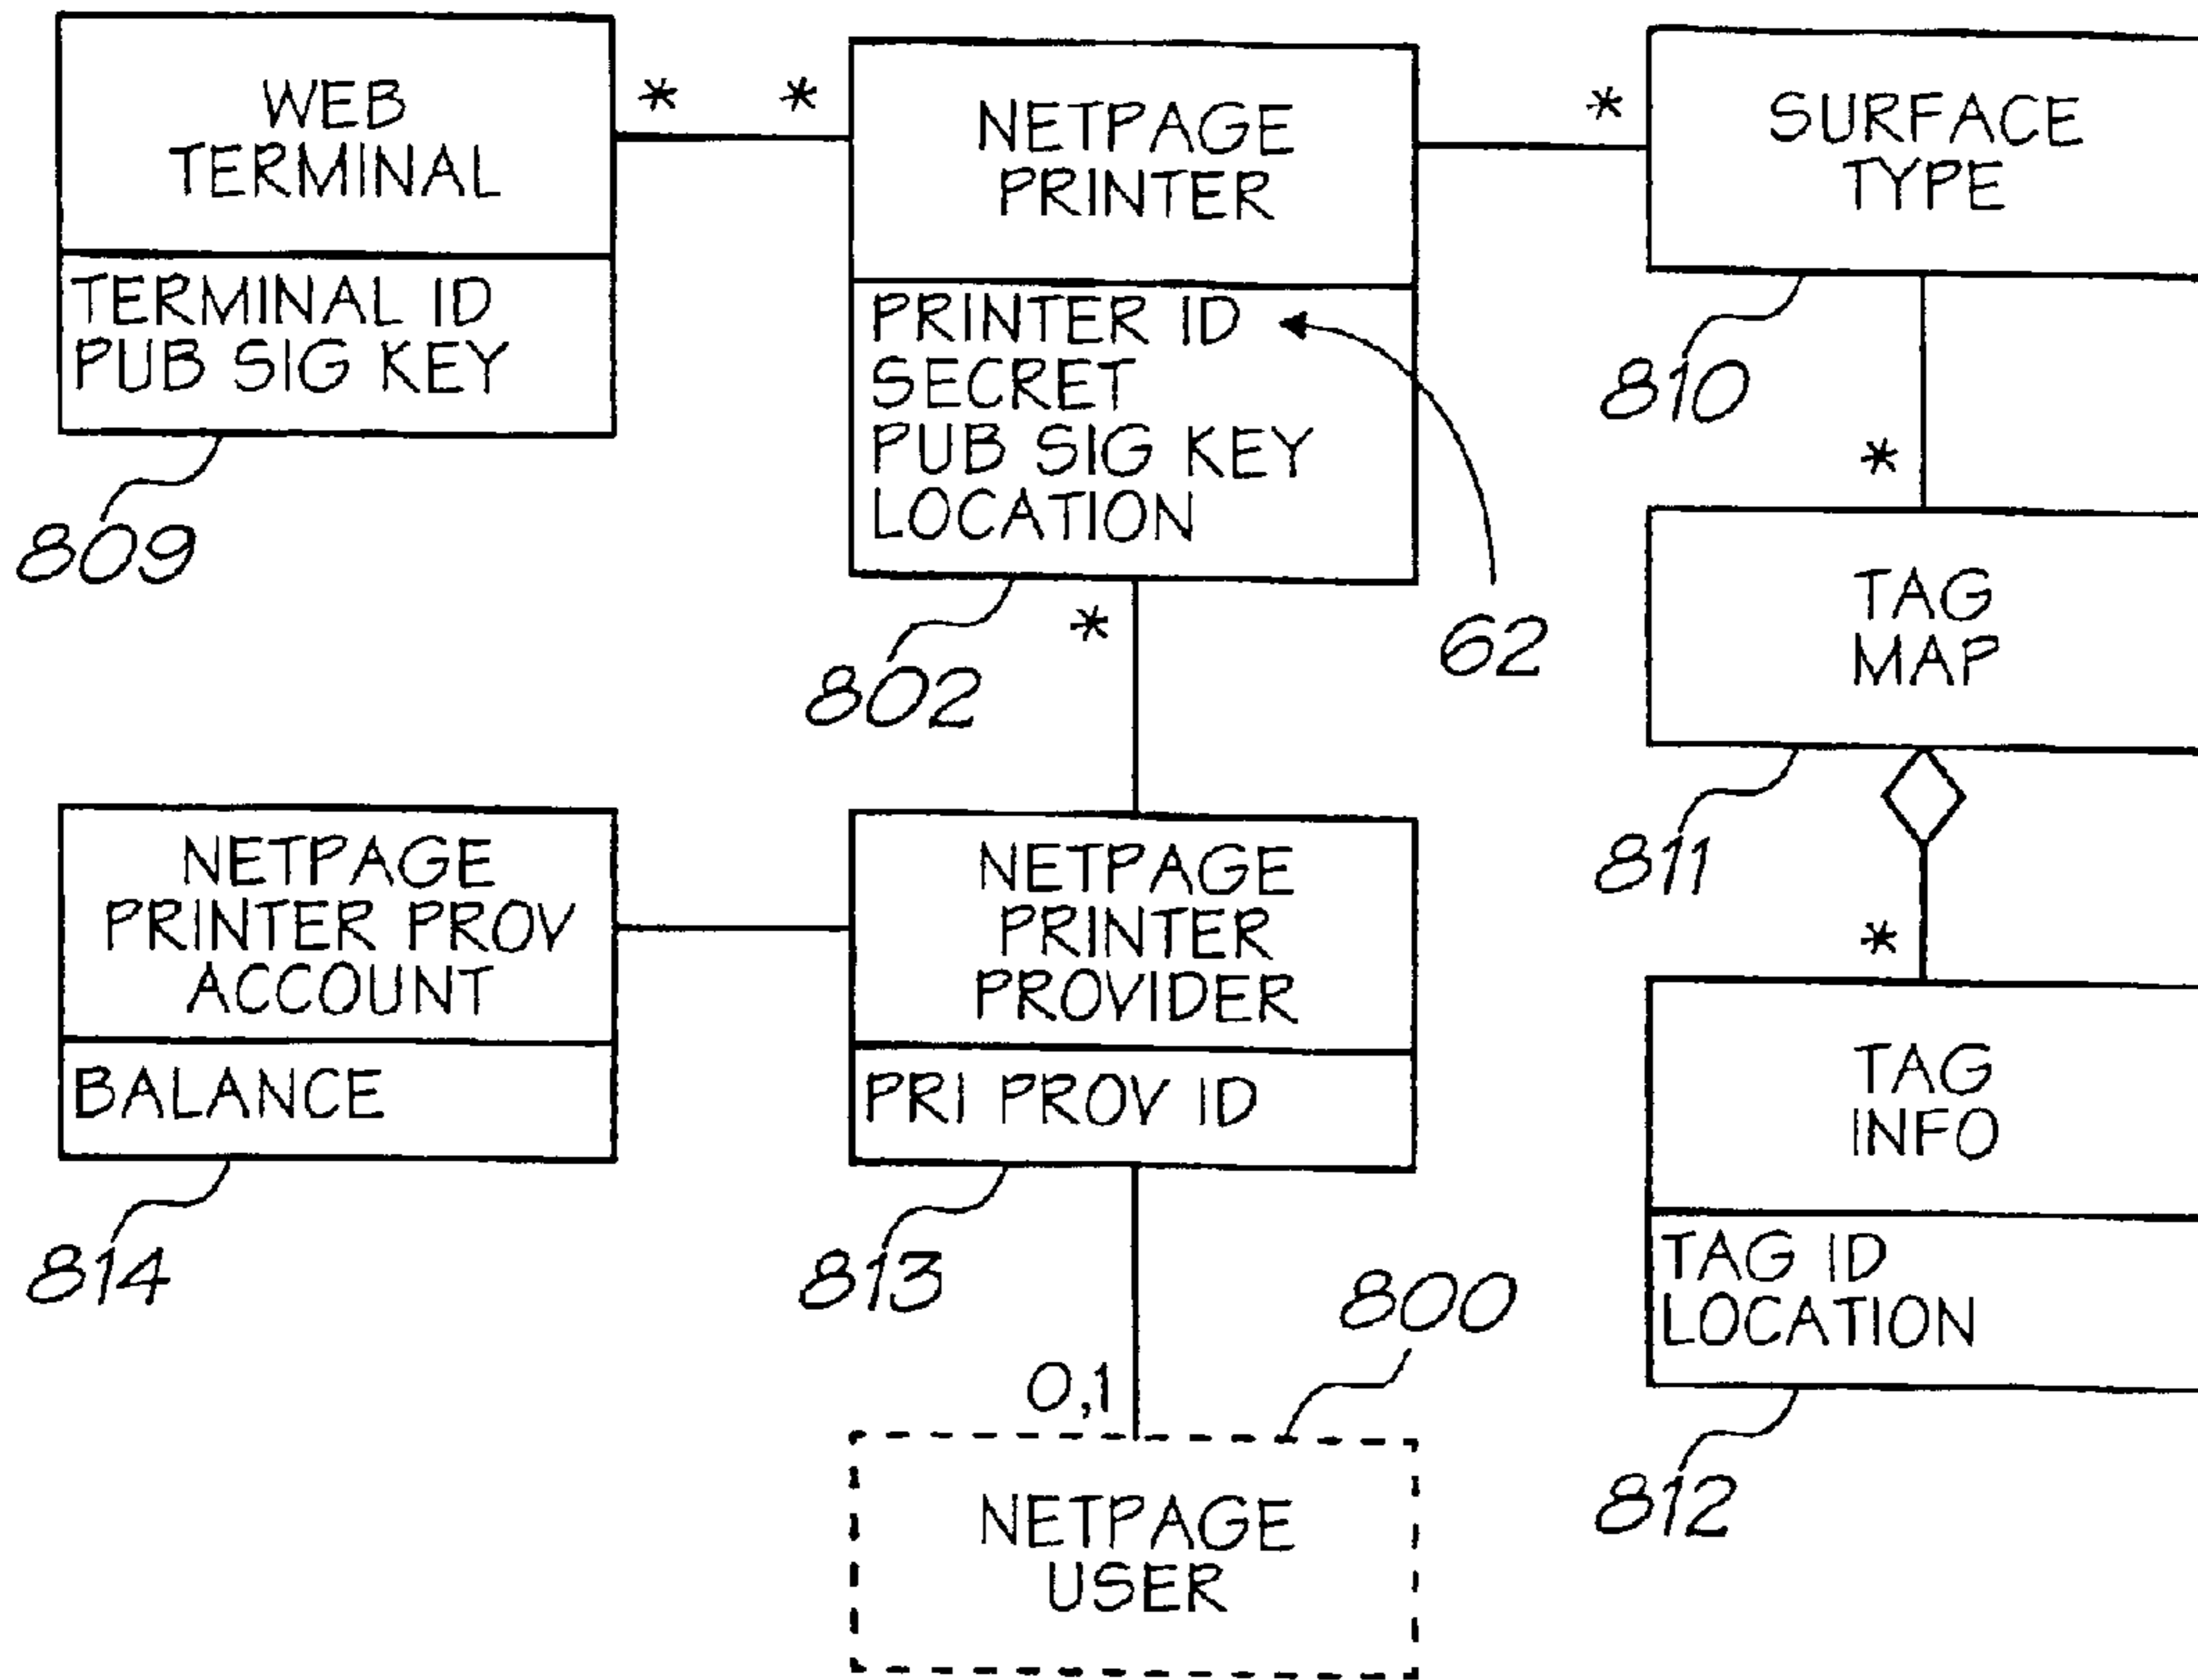 WEB
TERMINAL
TERMINAL ID
PUB SIG KEY
809
*
*
NETPAGE
PRINTER
PRINTER ID
SECRET
PUB SIG KEY
LOCATION
62
802
*
*
SURFACE
TYPE
810
*
TAG
MAP
811
*
TAG
INFO
TAG ID
LOCATION
812
NETPAGE
PRINTER PROV
ACCOUNT
BALANCE
814
NETPAGE
PRINTER
PROVIDER
PRI PROV ID
813
800
0,1
NETPAGE
USER